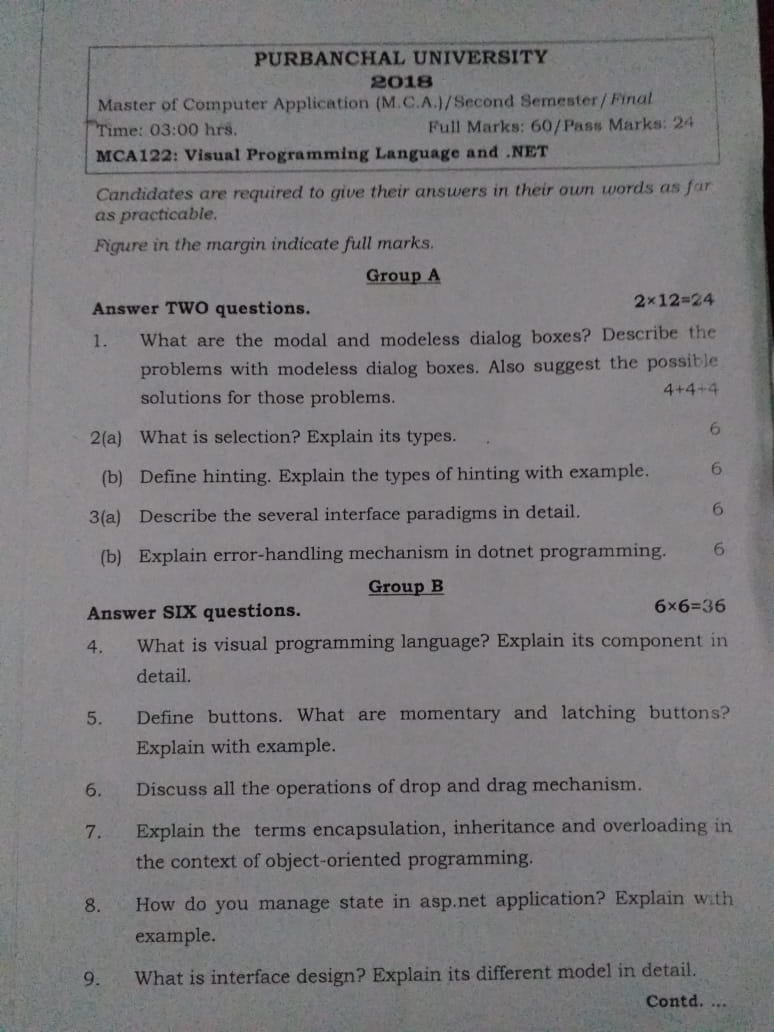 PURBANCHAL UNIVERSITY
2018
Master of Computer Application (M.C.A.)/Second Semester/Final
Time: 03:00 hrs. Full Marks: 60/Pass Marks: 24
MCA122: Visual Programming Language and .NET
Candidates are required to give their answers in their own words as far
as practicable.
Figure in the margin indicate full marks.
Group A
Answer TWO questions. 2×12=24
1. What are the modal and modeless dialog boxes? Describe the
problems with modeless dialog boxes. Also suggest the possible
solutions for those problems. 4+4+4
2(a) What is selection? Explain its types. 6
(b) Define hinting. Explain the types of hinting with example. 6
3(a) Describe the several interface paradigms in detail. 6
(b) Explain error-handling mechanism in dotnet programming. 6
Group B
Answer SIX questions. 6×6=36
4. What is visual programming language? Explain its component in
detail.
5. Define buttons. What are momentary and latching buttons?
Explain with example.
6. Discuss all the operations of drop and drag mechanism.
7. Explain the terms encapsulation, inheritance and overloading in
the context of object-oriented programming.
8. How do you manage state in asp.net application? Explain with
example.
9. What is interface design? Explain its different model in detail.
Contd. ...